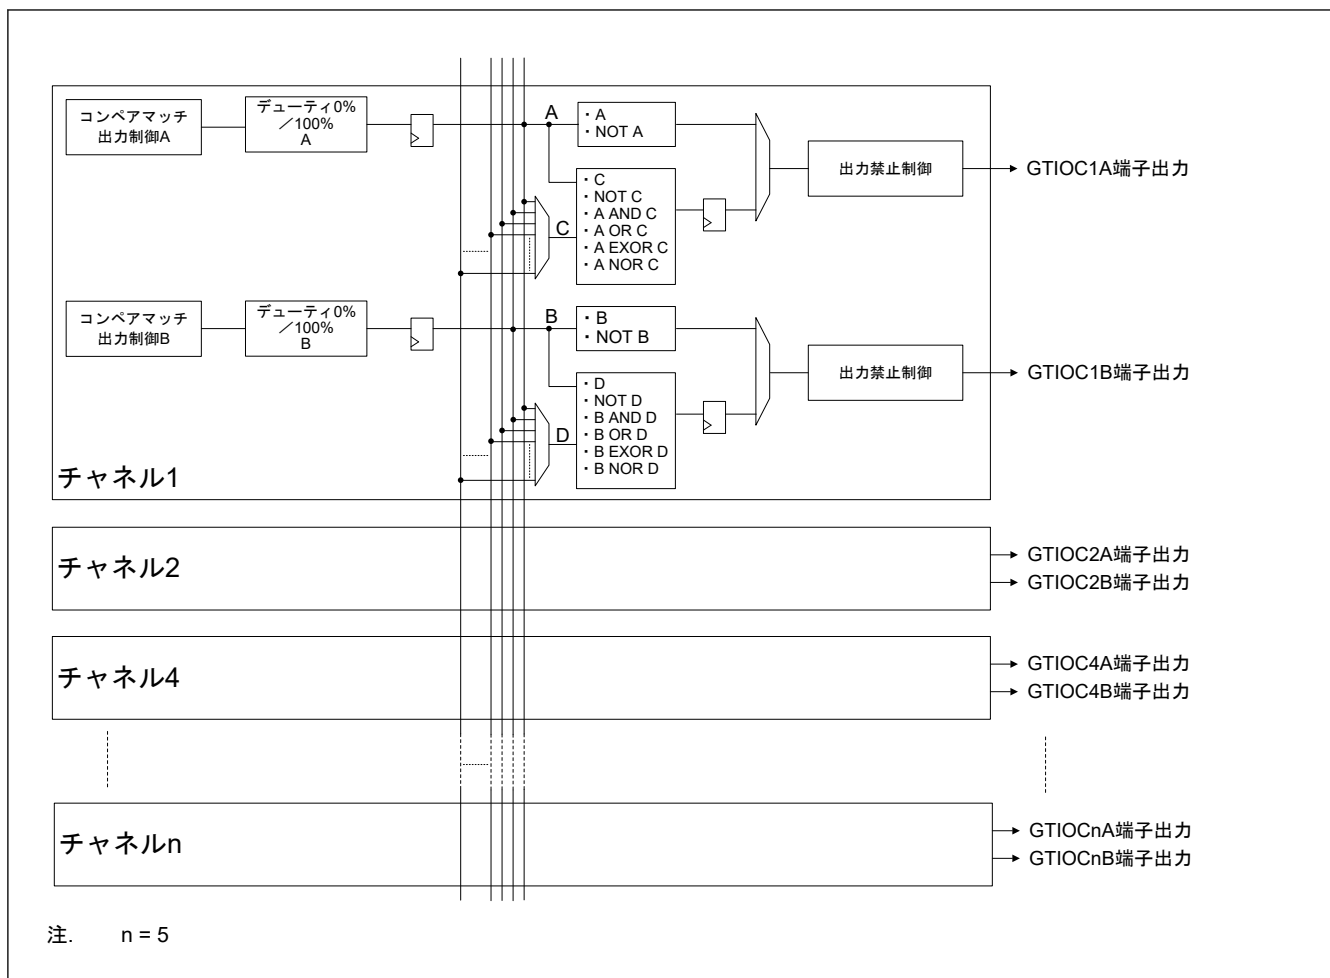 コンペアマッチ
出力制御A
デューティ0%
／100%
A
A
・A
・NOT A
・C
・NOT C
・A AND C
・A OR C
・A EXOR C
・A NOR C
C
出力禁止制御
GTIOC1A端子出力
コンペアマッチ
出力制御B
デューティ0%
／100%
B
B
・B
・NOT B
・D
・NOT D
・B AND D
・B OR D
・B EXOR D
・B NOR D
D
出力禁止制御
GTIOC1B端子出力
チャネル1
チャネル2
GTIOC2A端子出力
GTIOC2B端子出力
チャネル4
GTIOC4A端子出力
GTIOC4B端子出力
チャネルn
GTIOCnA端子出力
GTIOCnB端子出力
注. n = 5